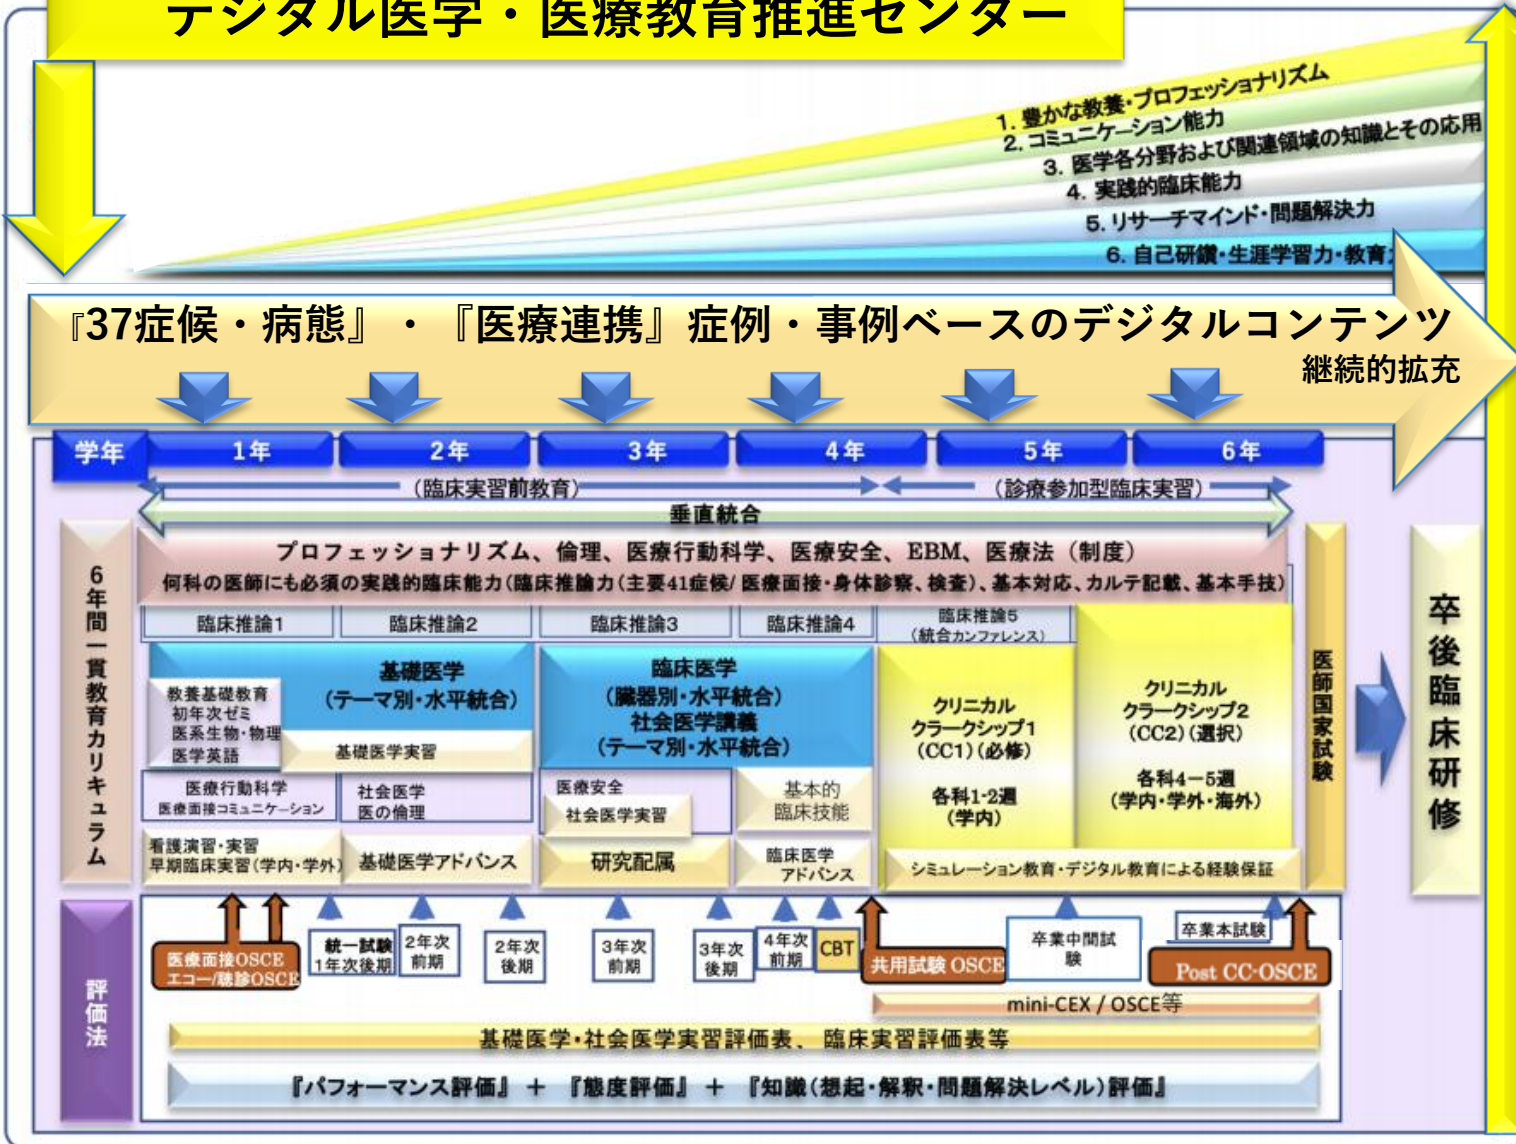 デジタル医学・医療教育推進センター
1. 豊かな教養・プロフェッショナリズム
2. コミュニケーション能力
3. 医学各分野および関連領域の知識とその応用
4. 実践的臨床能力
5. リサーチマインド・問題解決力
6. 自己研鑽・生涯学習力・教育
『37症候・病態』・『医療連携』症例・事例ベースのデジタルコンテンツ
継続的拡充
学年
1年
2年
3年
4年
5年
6年
(臨床実習前教育)
(診療参加型臨床実習)
垂直統合
6年間一貫教育カリキュラム
プロフェッショナリズム、倫理、医療行動科学、医療安全、EBM、医療法(制度)
何科の医師にも必須の実践的臨床能力(臨床推論力(主要41症候/医療面接・身体診察、検査)、基本対応、カルテ記載、基本手技)
臨床推論1
臨床推論2
臨床推論3
臨床推論4
臨床推論5
(統合カンファレンス)
基礎医学
(テーマ別・水平統合)
教養基礎教育
初年次ゼミ
医系生物・物理
医学英語
基礎医学実習
臨床医学
(臓器別・水平統合)
社会医学講義
(テーマ別・水平統合)
クリニカル
クラークシップ1
(CC1)(必修)
各科1-2週
(学内)
クリニカル
クラークシップ2
(CC2)(選択)
各科4-5週
(学内・学外・海外)
医療行動科学
医療面接コミュニケーション
社会医学
医の倫理
医療安全
社会医学実習
基本的
臨床技能
看護演習・実習
早期臨床実習(学内・学外)
基礎医学アドバンス
研究配属
臨床医学
アドバンス
シミュレーション教育・デジタル教育による経験保証
医師国家試験
卒後臨床研修
評価法
医療面接OSCE
エコー/聴診OSCE
統一試験
1年次後期
2年次
前期
2年次
後期
3年次
前期
3年次
後期
4年次
前期
CBT
共用試験 OSCE
卒業中間試
験
卒業本試験
Post CC-OSCE
mini-CEX / OSCE等
基礎医学・社会医学実習評価表、臨床実習評価表等
『パフォーマンス評価』 + 『態度評価』 + 『知識(想起・解釈・問題解決レベル)評価』